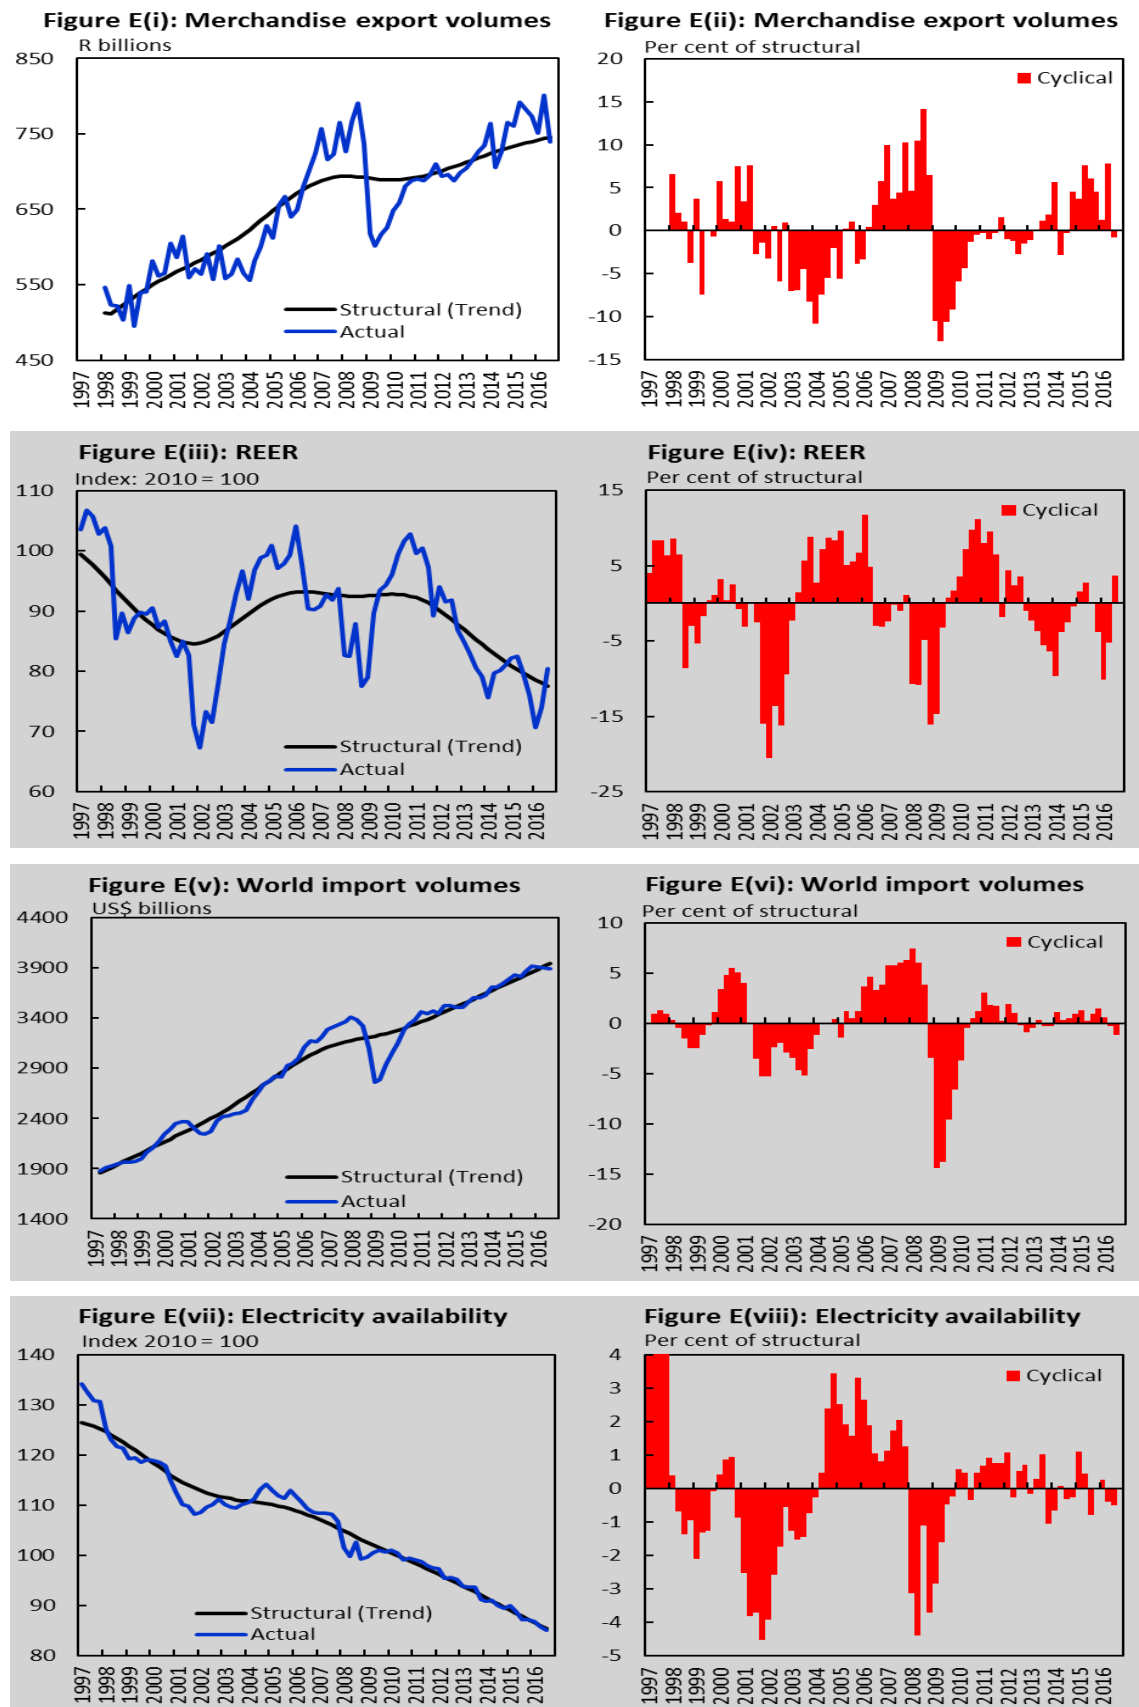 Figure E(i): Merchandise export volumes
R billions
850
750
650
550
450
Structural (Trend)
Actual
1997 1998 1999 2000 2001 2002 2003 2004 2005 2006 2007 2008 2009 2010 2011 2012 2013 2014 2015 2016
Figure E(ii): Merchandise export volumes
Per cent of structural
20
15
10
5
0
-5
-10
-15
Cyclical
1997 1998 1999 2000 2001 2002 2003 2004 2005 2006 2007 2008 2009 2010 2011 2012 2013 2014 2015 2016
Figure E(iii): REER
Index: 2010 = 100
110
100
90
80
70
60
Structural (Trend)
Actual
1997 1998 1999 2000 2001 2002 2003 2004 2005 2006 2007 2008 2009 2010 2011 2012 2013 2014 2015 2016
Figure E(iv): REER
Per cent of structural
15
5
-5
-15
-25
Cyclical
1997 1998 1999 2000 2001 2002 2003 2004 2005 2006 2007 2008 2009 2010 2011 2012 2013 2014 2015 2016
Figure E(v): World import volumes
US$ billions
4400
3900
3400
2900
2400
1900
1400
Structural (Trend)
Actual
1997 1998 1999 2000 2001 2002 2003 2004 2005 2006 2007 2008 2009 2010 2011 2012 2013 2014 2015 2016
Figure E(vi): World import volumes
Per cent of structural
10
5
0
-5
-10
-15
-20
Cyclical
1997 1998 1999 2000 2001 2002 2003 2004 2005 2006 2007 2008 2009 2010 2011 2012 2013 2014 2015 2016
Figure E(vii): Electricity availability
Index 2010 = 100
140
130
120
110
100
90
80
Structural (Trend)
Actual
1997 1998 1999 2000 2001 2002 2003 2004 2005 2006 2007 2008 2009 2010 2011 2012 2013 2014 2015 2016
Figure E(viii): Electricity availability
Per cent of structural
4
3
2
1
0
-1
-2
-3
-4
-5
Cyclical
1997 1998 1999 2000 2001 2002 2003 2004 2005 2006 2007 2008 2009 2010 2011 2012 2013 2014 2015 2016